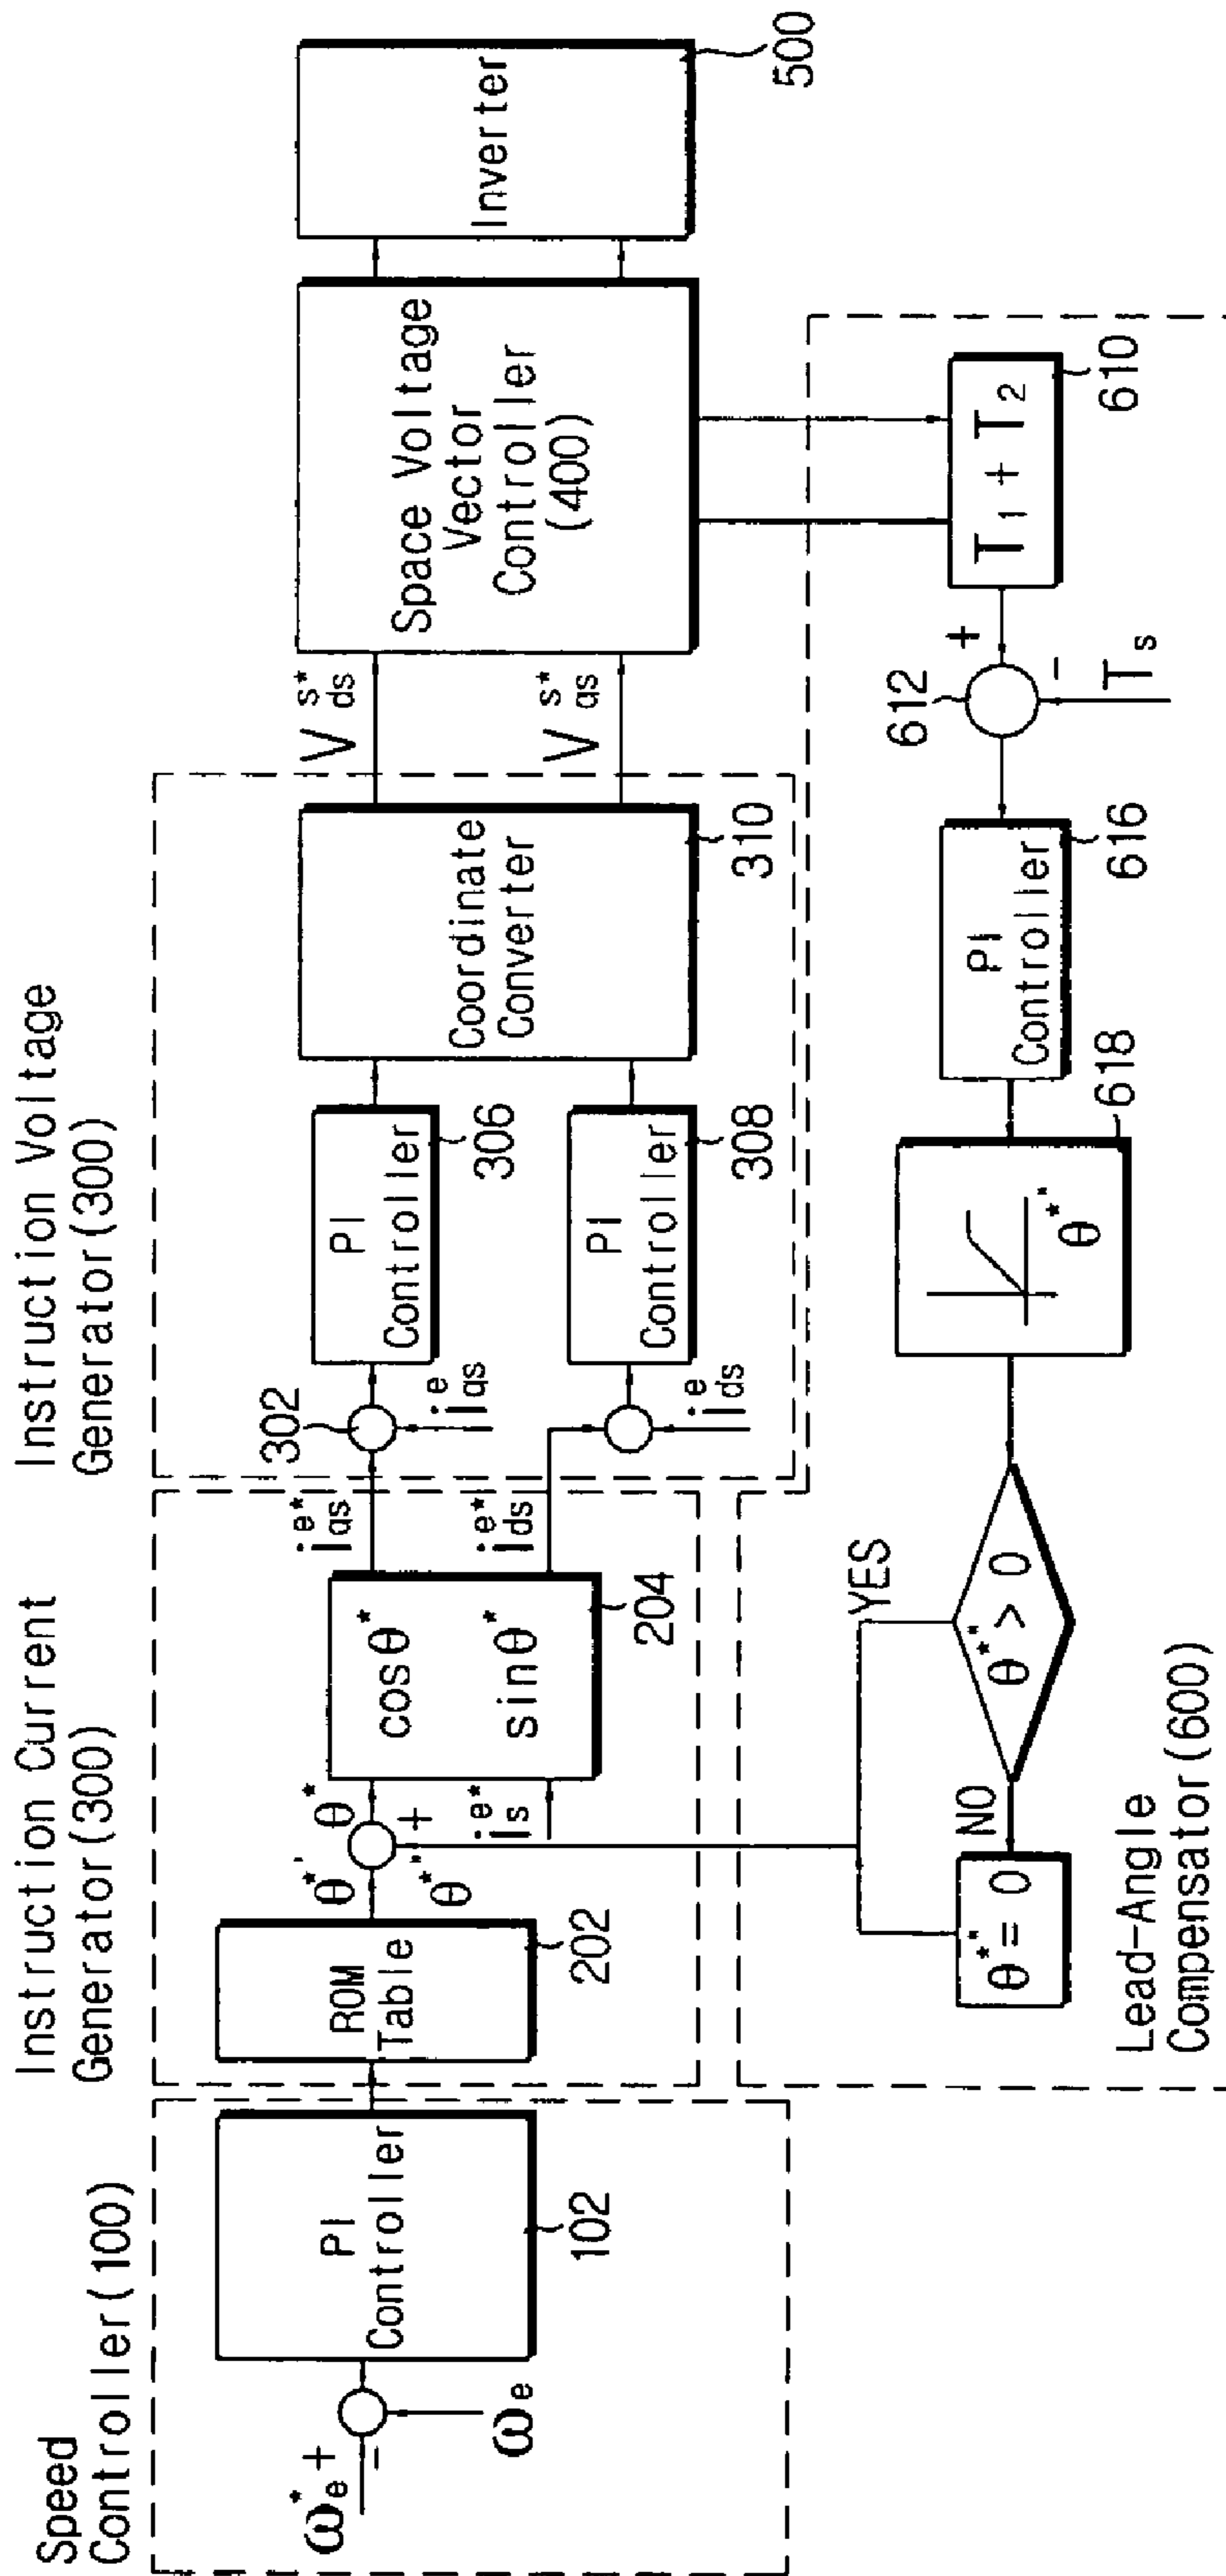 Speed
Controller(100)
Instruction Current
Generator(300)
Instruction Voltage
Generator(300)
ω*e
+
-
ωe
PI
Controller
102
ROM
Table
202
θ*'
θ*
θ*"
+
i e* s
cosθ*
sinθ*
204
i e* qs
i e* ds
302
i e qs
i e ds
PI
Controller
306
PI
Controller
308
Coordinate
Converter
310
V s* ds
V s* qs
Space Voltage
Vector
Controller
(400)
Inverter
500
T1 + T2
610
+
-
612
Ts
PI
Controller
616
618
θ*"
θ*" > 0
YES
NO
θ*" = 0
Lead-Angle
Compensator(600)